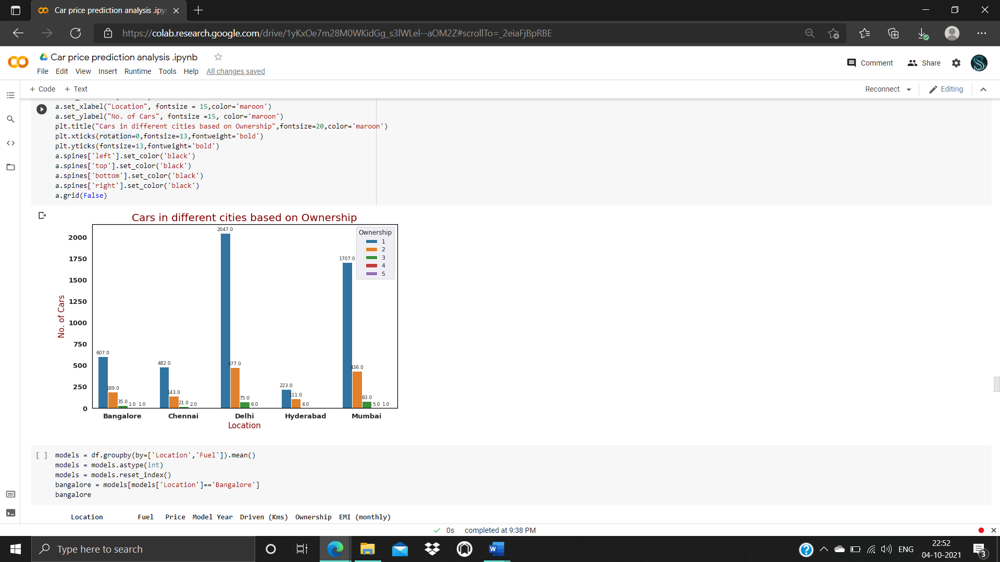 Car price prediction analysis .ipy
https://colab.research.google.com/drive/1yKxOe7m28M0WKidGg_s3lWLel--aOM2Z#scrollTo=_2eiaFjBpRBE
Car price prediction analysis .ipynb
File Edit View Insert Runtime Tools Help All changes saved
Comment Share
+ Code + Text
Reconnect Editing
a.set_xlabel("Location", fontsize = 15,color='maroon')
a.set_ylabel("No. of Cars", fontsize =15, color='maroon')
plt.title("Cars in different cities based on Ownership",fontsize=20,color='maroon')
plt.xticks(rotation=0,fontsize=13,fontweight='bold')
plt.yticks(fontsize=13,fontweight='bold')
a.spines['left'].set_color('black')
a.spines['top'].set_color('black')
a.spines['bottom'].set_color('black')
a.spines['right'].set_color('black')
a.grid(False)
Cars in different cities based on Ownership
No. of Cars
2000
1750
1500
1250
1000
750
500
250
0
607.0 189.0 35.0 1.0 1.0
482.0 143.0 21.0 2.0
2047.0 477.0 75.0 6.0
223.0 111.0 4.0
1707.0 436.0 83.0 5.0 1.0
Ownership
1
2
3
4
5
Bangalore Chennai Delhi Hyderabad Mumbai
Location
[ ] models = df.groupby(by=['Location','Fuel']).mean()
models = models.astype(int)
models = models.reset_index()
bangalore = models[models['Location']=='Bangalore']
bangalore
Location Fuel Price Model Year Driven (Kms) Ownership EMI (monthly)
0s completed at 9:38 PM
Type here to search
ENG
22:52
04-10-2021
3